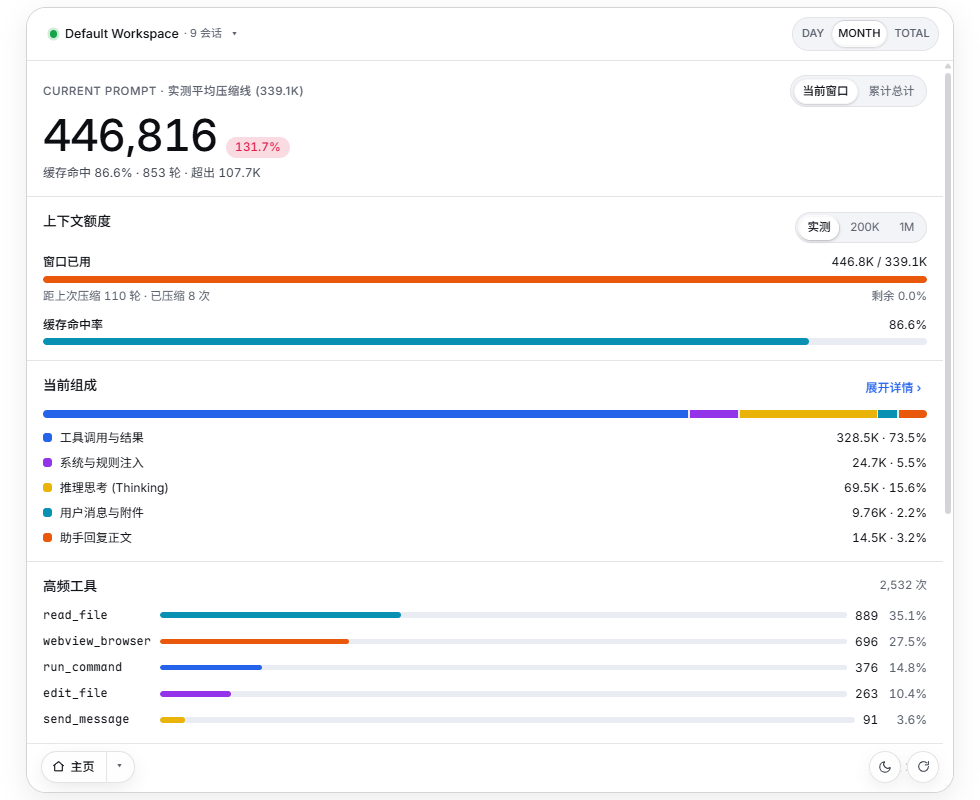 Default Workspace · 9 会话 ▾
DAY MONTH TOTAL
CURRENT PROMPT · 实测平均压缩线 (339.1K)
当前窗口 累计总计
446,816 131.7%
缓存命中 86.6% · 853 轮 · 超出 107.7K
上下文额度
实测 200K 1M
窗口已用 446.8K / 339.1K
距上次压缩 110 轮 · 已压缩 8 次 剩余 0.0%
缓存命中率 86.6%
当前组成 展开详情 ›
工具调用与结果 328.5K · 73.5%
系统与规则注入 24.7K · 5.5%
推理思考 (Thinking) 69.5K · 15.6%
用户消息与附件 9.76K · 2.2%
助手回复正文 14.5K · 3.2%
高频工具 2,532 次
read_file 889 35.1%
webview_browser 696 27.5%
run_command 376 14.8%
edit_file 263 10.4%
send_message 91 3.6%
主页 ▾